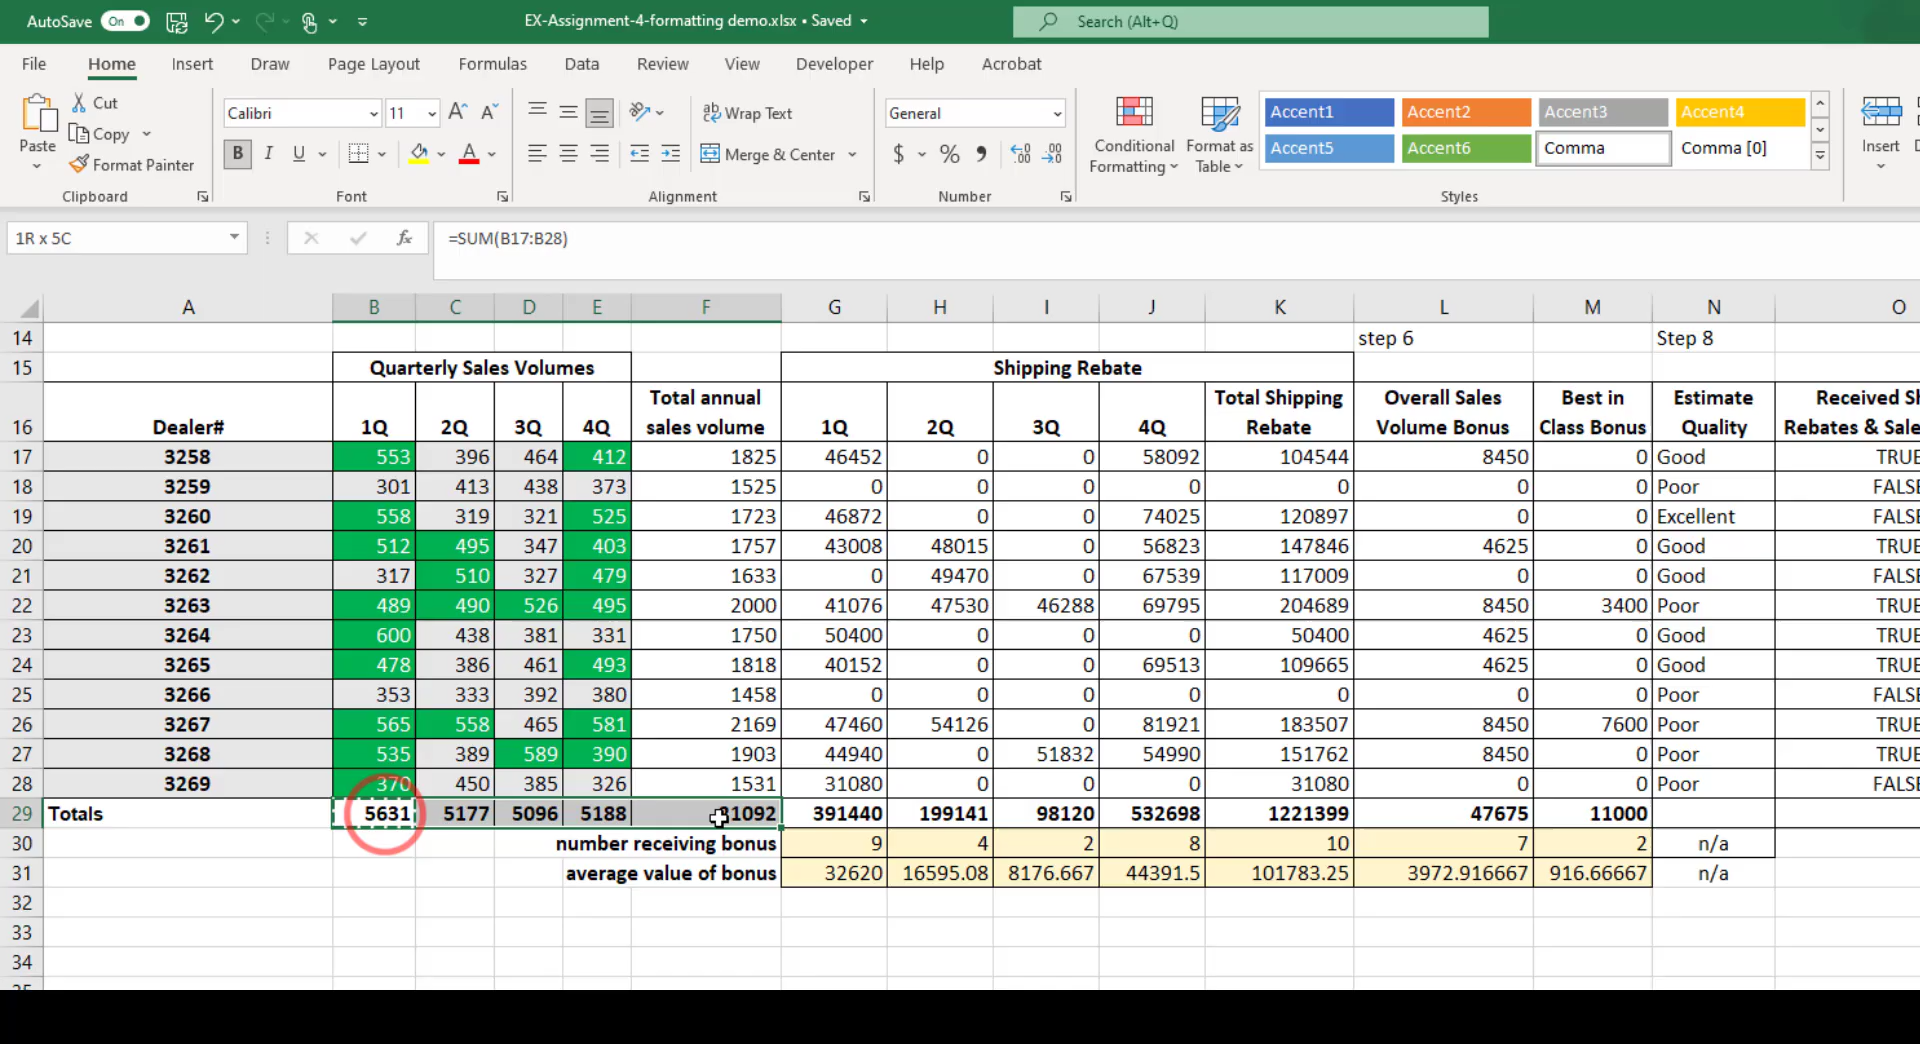 AutoSave On EX-Assignment-4-formatting demo.xlsx • Saved Search (Alt+Q)
File Home Insert Draw Page Layout Formulas Data Review View Developer Help Acrobat
Paste Cut Copy Format Painter Clipboard
Calibri 11 B I U A Font
ab Wrap Text Merge & Center Alignment
General $ % Number
Conditional Formatting Format as Table
Accent1 Accent2 Accent3 Accent4
Accent5 Accent6 Comma Comma [0]
Styles
Insert
1R x 5C fx =SUM(B17:B28)
A B C D E F G H I J K L M N O
14 step 6 Step 8
15 Quarterly Sales Volumes Shipping Rebate
16 Dealer# 1Q 2Q 3Q 4Q Total annual sales volume 1Q 2Q 3Q 4Q Total Shipping Rebate Overall Sales Volume Bonus Best in Class Bonus Estimate Quality Received Sh Rebates & Sale
17 3258 553 396 464 412 1825 46452 0 0 58092 104544 8450 0 Good TRUE
18 3259 301 413 438 373 1525 0 0 0 0 0 0 0 Poor FALSE
19 3260 558 319 321 525 1723 46872 0 0 74025 120897 0 0 Excellent FALSE
20 3261 512 495 347 403 1757 43008 48015 0 56823 147846 4625 0 Good TRUE
21 3262 317 510 327 479 1633 0 49470 0 67539 117009 0 0 Good FALSE
22 3263 489 490 526 495 2000 41076 47530 46288 69795 204689 8450 3400 Poor TRUE
23 3264 600 438 381 331 1750 50400 0 0 0 50400 4625 0 Good TRUE
24 3265 478 386 461 493 1818 40152 0 0 69513 109665 4625 0 Good TRUE
25 3266 353 333 392 380 1458 0 0 0 0 0 0 0 Poor FALSE
26 3267 565 558 465 581 2169 47460 54126 0 81921 183507 8450 7600 Poor TRUE
27 3268 535 389 589 390 1903 44940 0 51832 54990 151762 8450 0 Poor TRUE
28 3269 370 450 385 326 1531 31080 0 0 0 31080 0 0 Poor FALSE
29 Totals 5631 5177 5096 5188 21092 391440 199141 98120 532698 1221399 47675 11000
30 number receiving bonus 9 4 2 8 10 7 2 n/a
31 average value of bonus 32620 16595.08 8176.667 44391.5 101783.25 3972.916667 916.66667 n/a
32
33
34